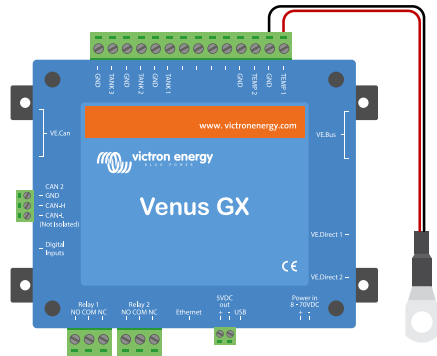 GND
TANK 3
GND
TANK 2
GND
TANK 1
GND
TEMP 2
GND
TEMP 1
www. victronenergy.com
VE.Can
VE.Bus
victron energy
BLUE POWER
CAN 2
GND
CAN-H
CAN-L
(Not Isolated)
Venus GX
Digital
Inputs
VE.Direct 1
VE.Direct 2
CE
Relay 1
NO COM NC
Relay 2
NO COM NC
Ethernet
5VDC
out
+ - USB
Power in
8 - 70VDC
+ -